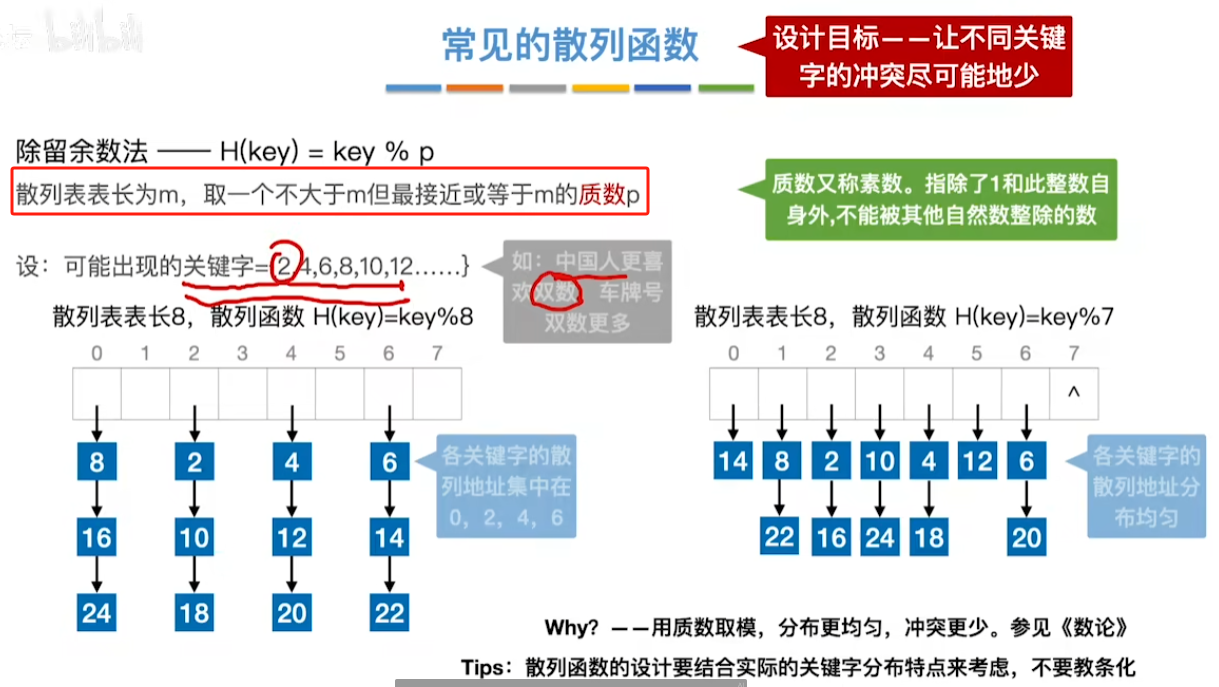 bilibili
常见的散列函数
设计目标——让不同关键
字的冲突尽可能地少
除留余数法 —— H(key) = key % p
散列表表长为m，取一个不大于m但最接近或等于m的质数p
质数又称素数。指除了1和此整数自
身外,不能被其他自然数整除的数
设：可能出现的关键字={2,4,6,8,10,12……}
如：中国人更喜
欢双数，车牌号
双数更多
散列表表长8，散列函数 H(key)=key%8
0 1 2 3 4 5 6 7
8 2 4 6
16 10 12 14
24 18 20 22
各关键字的散
列地址集中在
0，2，4，6
散列表表长8，散列函数 H(key)=key%7
0 1 2 3 4 5 6 7
^
14 8 2 10 4 12 6
22 16 24 18 20
各关键字的
散列地址分
布均匀
Why？——用质数取模，分布更均匀，冲突更少。参见《数论》
Tips：散列函数的设计要结合实际的关键字分布特点来考虑，不要教条化